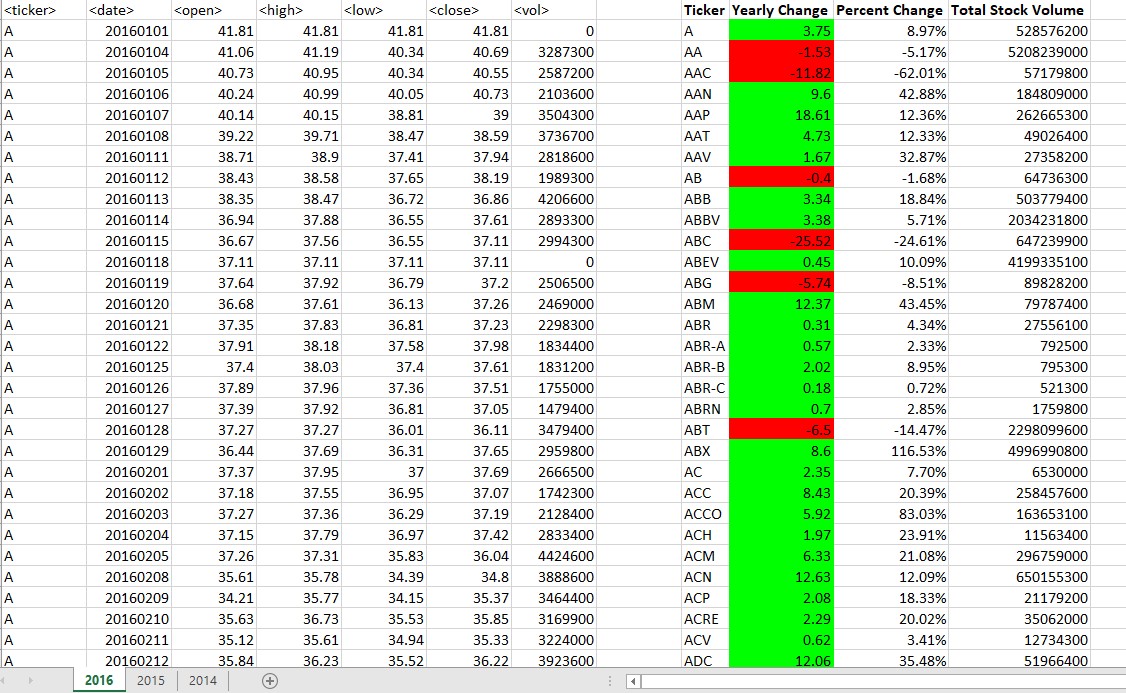 <ticker> <date> <open> <high> <low> <close> <vol> Ticker Yearly Change Percent Change Total Stock Volume
A 20160101 41.81 41.81 41.81 41.81 0 A 3.75 8.97% 528576200
A 20160104 41.06 41.19 40.34 40.69 3287300 AA -1.53 -5.17% 5208239000
A 20160105 40.73 40.95 40.34 40.55 2587200 AAC -11.82 -62.01% 57179800
A 20160106 40.24 40.99 40.05 40.73 2103600 AAN 9.6 42.88% 184809000
A 20160107 40.14 40.15 38.81 39 3504300 AAP 18.61 12.36% 262665300
A 20160108 39.22 39.71 38.47 38.59 3736700 AAT 4.73 12.33% 49026400
A 20160111 38.71 38.9 37.41 37.94 2818600 AAV 1.67 32.87% 27358200
A 20160112 38.43 38.58 37.65 38.19 1989300 AB -0.4 -1.68% 64736300
A 20160113 38.35 38.47 36.72 36.86 4206600 ABB 3.34 18.84% 503779400
A 20160114 36.94 37.88 36.55 37.61 2893300 ABBV 3.38 5.71% 2034231800
A 20160115 36.67 37.56 36.55 37.11 2994300 ABC -25.52 -24.61% 647239900
A 20160118 37.11 37.11 37.11 37.11 0 ABEV 0.45 10.09% 4199335100
A 20160119 37.64 37.92 36.79 37.2 2506500 ABG -5.74 -8.51% 89828200
A 20160120 36.68 37.61 36.13 37.26 2469000 ABM 12.37 43.45% 79787400
A 20160121 37.35 37.83 36.81 37.23 2298300 ABR 0.31 4.34% 27556100
A 20160122 37.91 38.18 37.58 37.98 1834400 ABR-A 0.57 2.33% 792500
A 20160125 37.4 38.03 37.4 37.61 1831200 ABR-B 2.02 8.95% 795300
A 20160126 37.89 37.96 37.36 37.51 1755000 ABR-C 0.18 0.72% 521300
A 20160127 37.39 37.92 36.81 37.05 1479400 ABRN 0.7 2.85% 1759800
A 20160128 37.27 37.27 36.01 36.11 3479400 ABT -6.5 -14.47% 2298099600
A 20160129 36.44 37.69 36.31 37.65 2959800 ABX 8.6 116.53% 4996990800
A 20160201 37.37 37.95 37 37.69 2666500 AC 2.35 7.70% 6530000
A 20160202 37.18 37.55 36.95 37.07 1742300 ACC 8.43 20.39% 258457600
A 20160203 37.27 37.36 36.29 37.19 2128400 ACCO 5.92 83.03% 163653100
A 20160204 37.15 37.79 36.97 37.42 2833400 ACH 1.97 23.91% 11563400
A 20160205 37.26 37.31 35.83 36.04 4424600 ACM 6.33 21.08% 296759000
A 20160208 35.61 35.78 34.39 34.8 3888600 ACN 12.63 12.09% 650155300
A 20160209 34.21 35.77 34.15 35.37 3464400 ACP 2.08 18.33% 21179200
A 20160210 35.63 36.73 35.53 35.85 3169900 ACRE 2.29 20.02% 35062000
A 20160211 35.12 35.61 34.94 35.33 3224000 ACV 0.62 3.41% 12734300
A 20160212 35.84 36.23 35.52 36.22 3923600 ADC 12.06 35.48% 51966400
2016 2015 2014